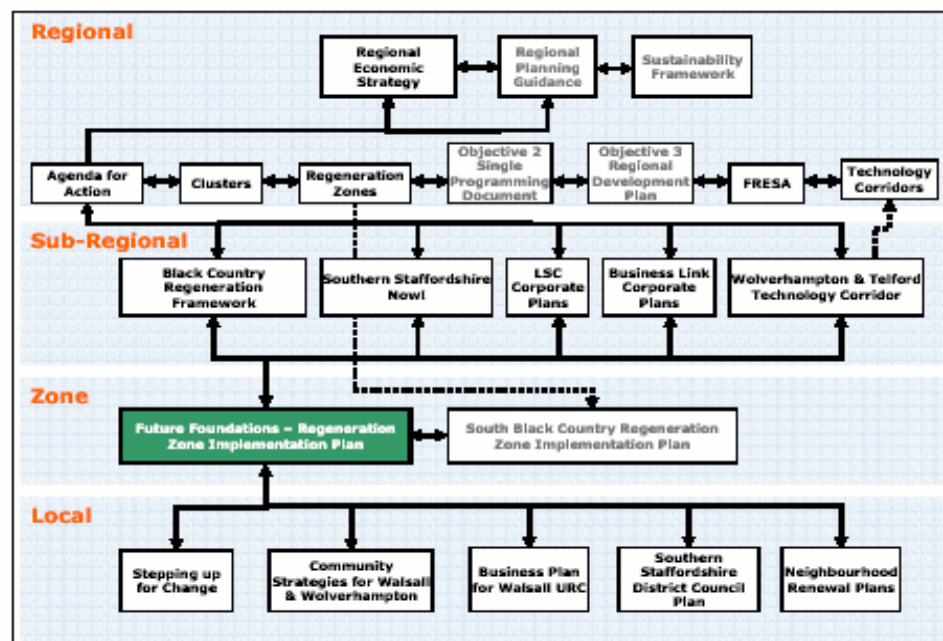 Regional
Regional
Economic
Strategy
Regional
Planning
Guidance
Sustainability
Framework
Agenda for
Action
Clusters
Regeneration
Zones
Objective 2
Single
Programming
Document
Objective 3
Regional
Development
Plan
FRESA
Technology
Corridors
Sub-Regional
Black Country
Regeneration
Framework
Southern Staffordshire
Now!
LSC
Corporate
Plans
Business Link
Corporate
Plans
Wolverhampton & Telford
Technology Corridor
Zone
Future Foundations – Regeneration
Zone Implementation Plan
South Black Country Regeneration
Zone Implementation Plan
Local
Stepping up
for Change
Community
Strategies for Walsall
& Wolverhampton
Business Plan
for Walsall URC
Southern
Staffordshire
District Council
Plan
Neighbourhood
Renewal Plans